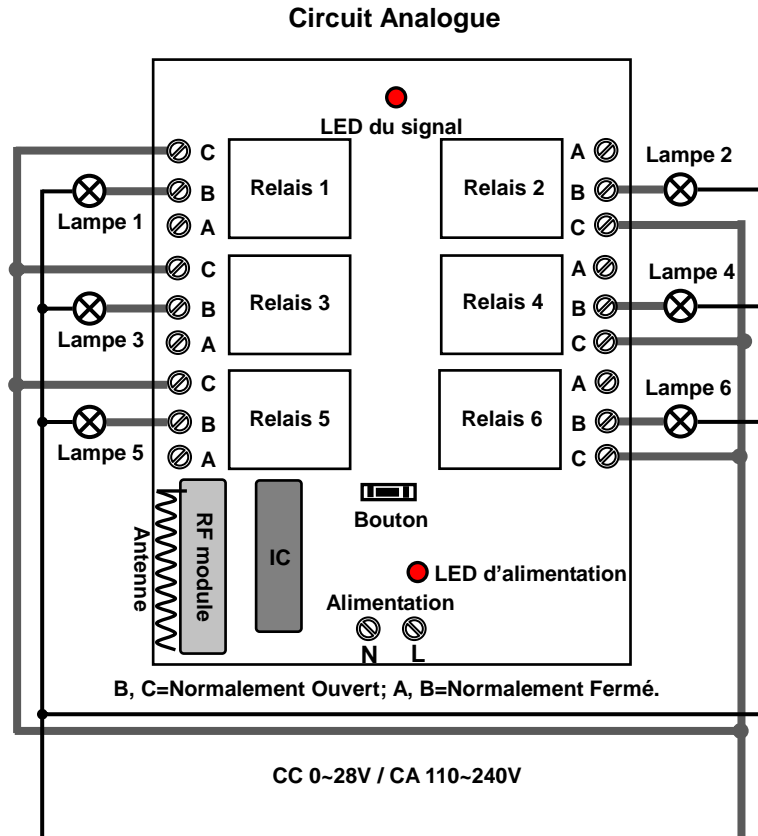 Circuit Analogue
LED du signal
C
B
A
Relais 1
Lampe 1
A
B
C
Relais 2
Lampe 2
C
B
A
Relais 3
Lampe 3
A
B
C
Relais 4
Lampe 4
C
B
A
Relais 5
Lampe 5
A
B
C
Relais 6
Lampe 6
Antenne
RF module
IC
Bouton
LED d’alimentation
Alimentation
N L
B, C=Normalement Ouvert; A, B=Normalement Fermé.
CC 0~28V / CA 110~240V